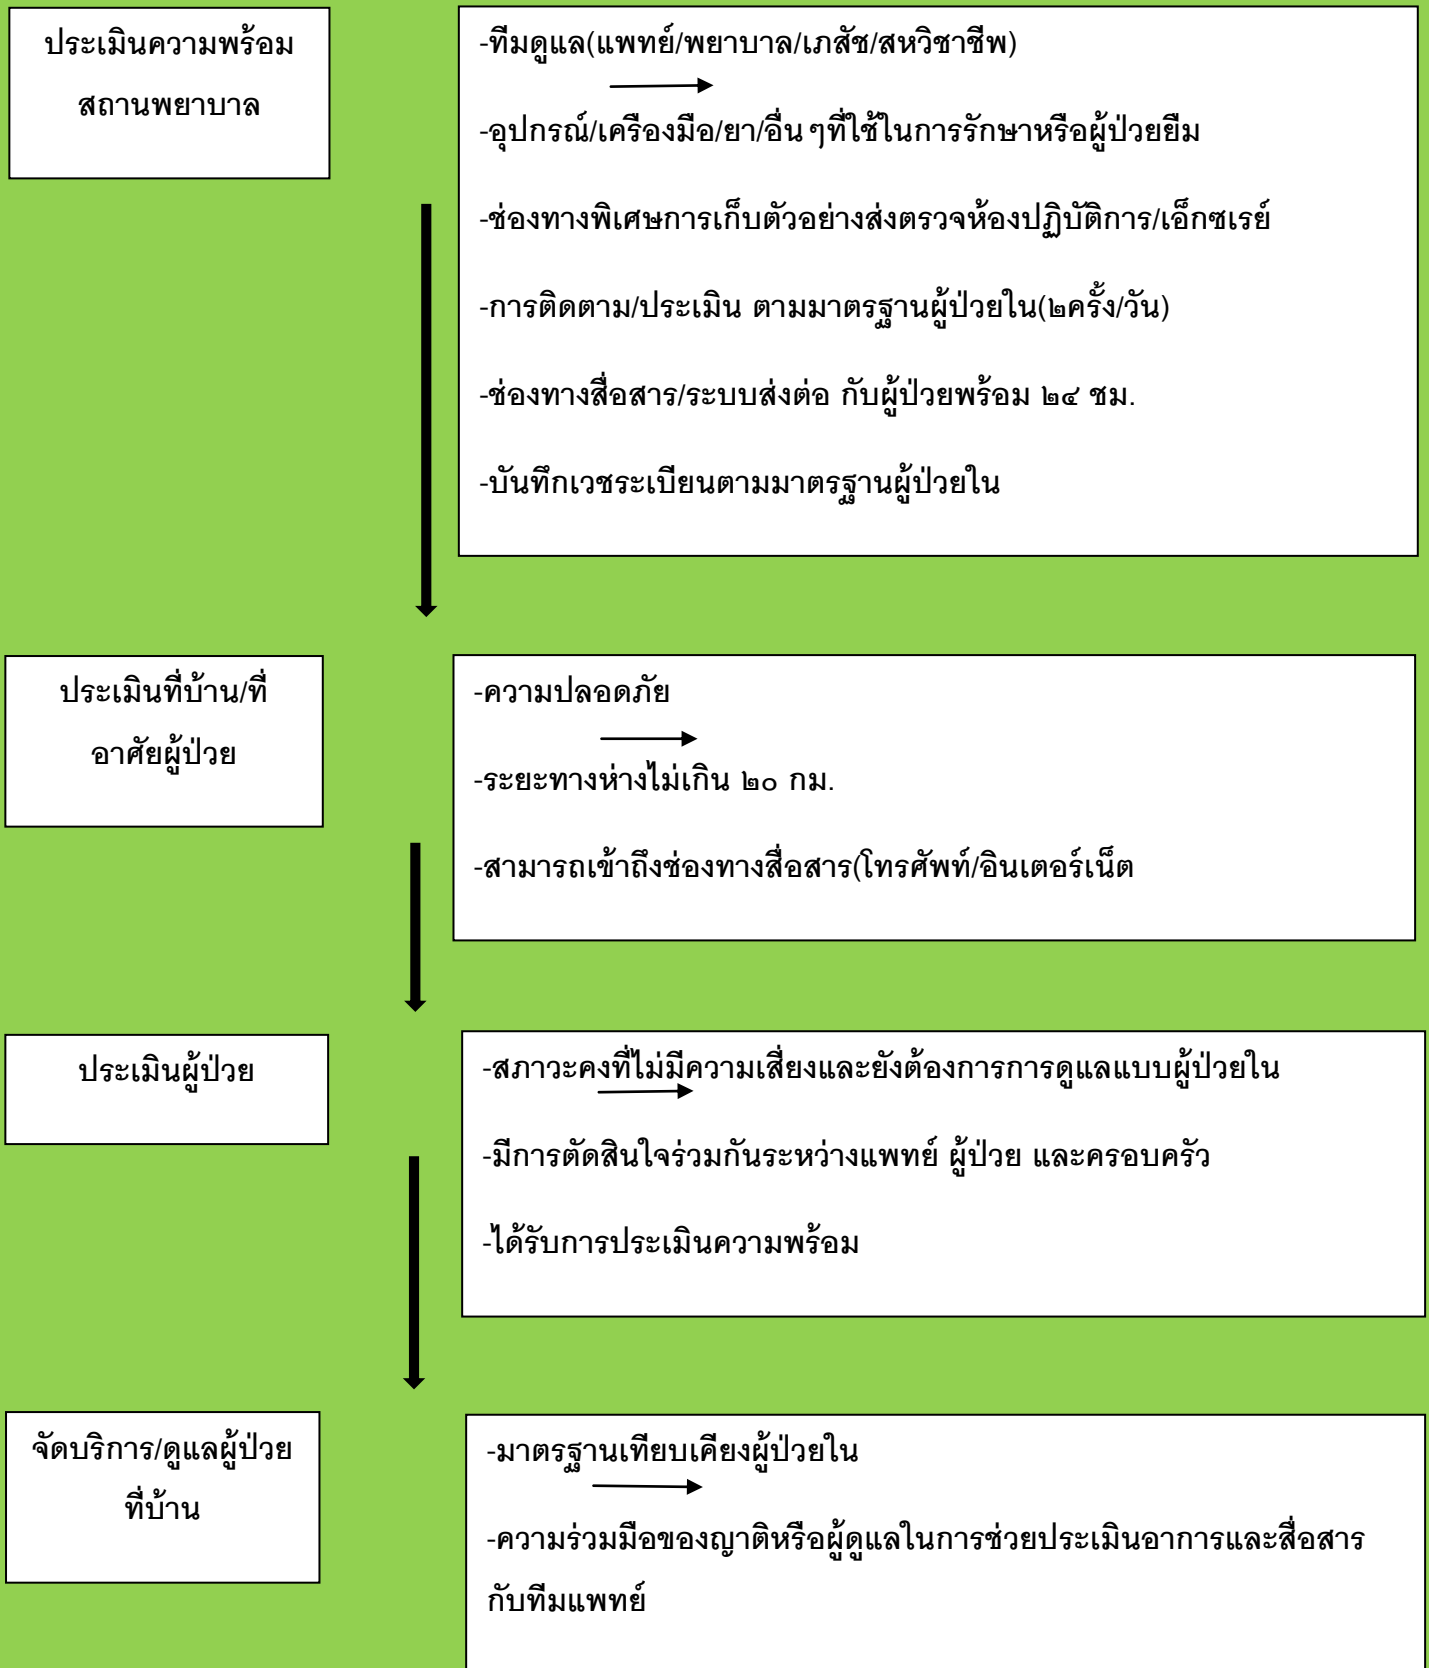 ประเมินความพร้อม
สถานพยาบาล
-ทีมดูแล(แพทย์/พยาบาล/เภสัช/สหวิชาชีพ)
-อุปกรณ์/เครื่องมือ/ยา/อื่น ๆที่ใช้ในการรักษาหรือผู้ป่วยยืม
-ช่องทางพิเศษการเก็บตัวอย่างส่งตรวจห้องปฏิบัติการ/เอ็กซเรย์
-การติดตาม/ประเมิน ตามมาตรฐานผู้ป่วยใน(๒ครั้ง/วัน)
-ช่องทางสื่อสาร/ระบบส่งต่อ กับผู้ป่วยพร้อม ๒๔ ชม.
-บันทึกเวชระเบียนตามมาตรฐานผู้ป่วยใน
ประเมินที่บ้าน/ที่
อาศัยผู้ป่วย
-ความปลอดภัย
-ระยะทางห่างไม่เกิน ๒๐ กม.
-สามารถเข้าถึงช่องทางสื่อสาร(โทรศัพท์/อินเตอร์เน็ต
ประเมินผู้ป่วย
-สภาวะคงที่ไม่มีความเสี่ยงและยังต้องการการดูแลแบบผู้ป่วยใน
-มีการตัดสินใจร่วมกันระหว่างแพทย์ ผู้ป่วย และครอบครัว
-ได้รับการประเมินความพร้อม
จัดบริการ/ดูแลผู้ป่วย
ที่บ้าน
-มาตรฐานเทียบเคียงผู้ป่วยใน
-ความร่วมมือของญาติหรือผู้ดูแลในการช่วยประเมินอาการและสื่อสาร
กับทีมแพทย์